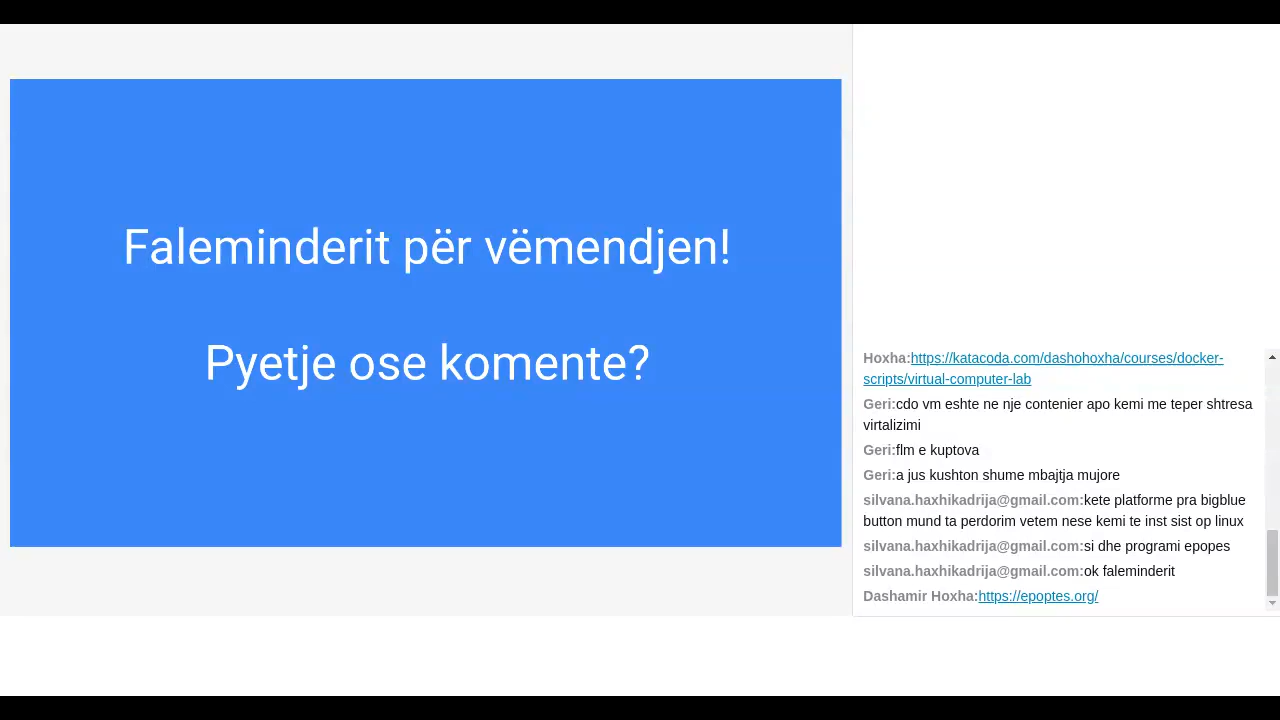 Faleminderit për vëmendjen!
Pyetje ose komente?
Hoxha:https://katacoda.com/dashohoxha/courses/docker-
scripts/virtual-computer-lab
Geri:cdo vm eshte ne nje contenier apo kemi me teper shtresa
virtalizimi
Geri:flm e kuptova
Geri:a jus kushton shume mbajtja mujore
silvana.haxhikadrija@gmail.com:kete platforme pra bigblue
button mund ta perdorim vetem nese kemi te inst sist op linux
silvana.haxhikadrija@gmail.com:si dhe programi epopes
silvana.haxhikadrija@gmail.com:ok faleminderit
Dashamir Hoxha:https://epoptes.org/